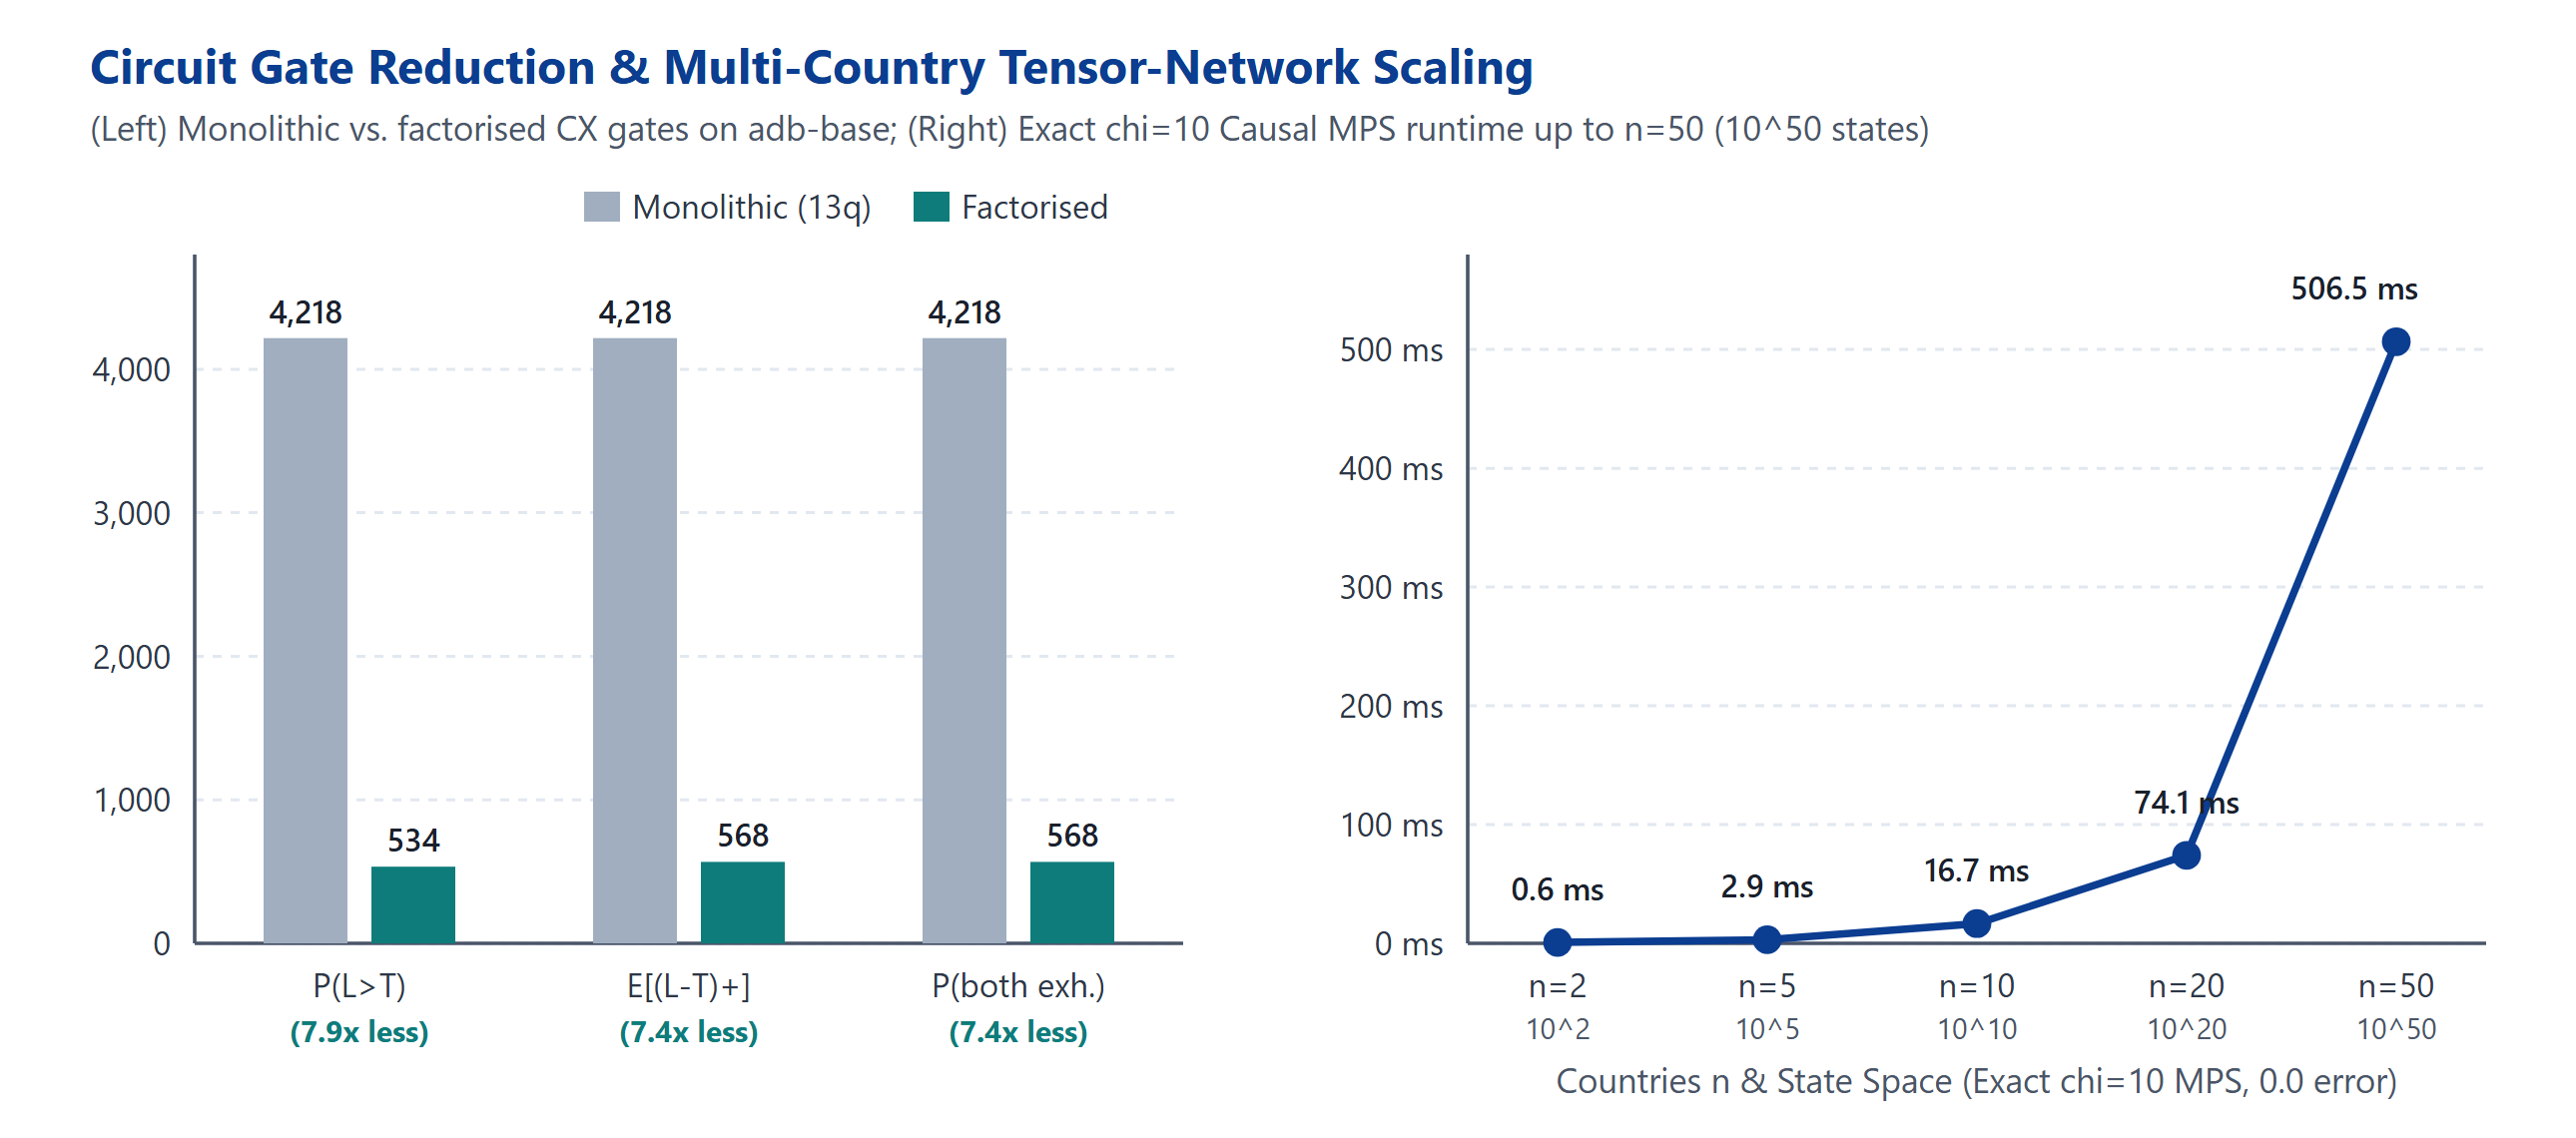 Circuit Gate Reduction & Multi-Country Tensor-Network Scaling
(Left) Monolithic vs. factorised CX gates on adb-base; (Right) Exact chi=10 Causal MPS runtime up to n=50 (10^50 states)
Monolithic (13q) Factorised
4,218 4,218 4,218
4,000
3,000
2,000
1,000
0
534 568 568
P(L>T) E[(L-T)+] P(both exh.)
(7.9x less) (7.4x less) (7.4x less)
506.5 ms
500 ms
400 ms
300 ms
200 ms
100 ms
0 ms
0.6 ms 2.9 ms 16.7 ms 74.1 ms
n=2 n=5 n=10 n=20 n=50
10^2 10^5 10^10 10^20 10^50
Countries n & State Space (Exact chi=10 MPS, 0.0 error)